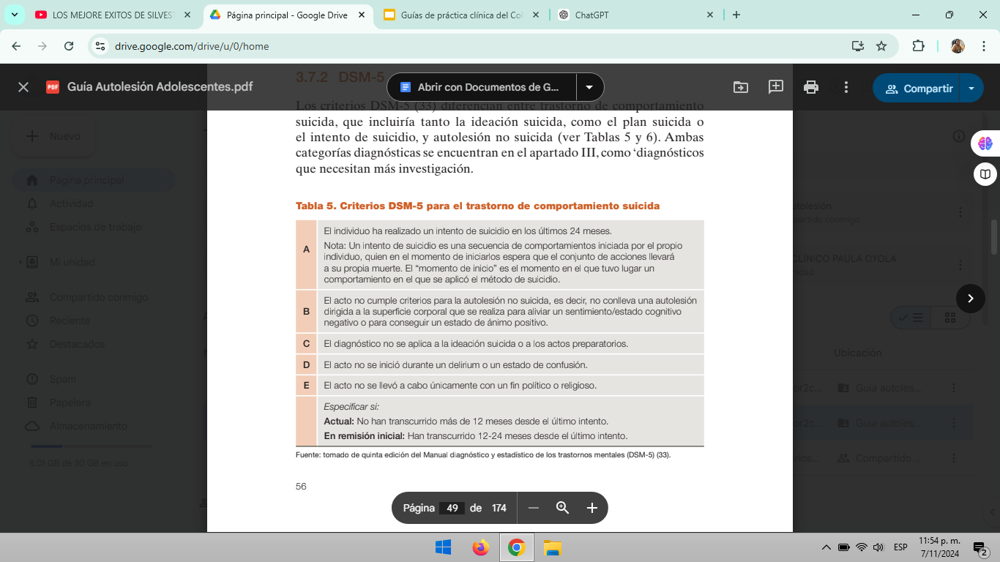 LOS MEJORE EXITOS DE SILVEST
Página principal - Google Drive
Guías de práctica clínica del Co
ChatGPT
drive.google.com/drive/u/0/home
3.7.2 DSM-5
Guía Autolesión Adolescentes.pdf
Abrir con Documentos de G...
Compartir
Los criterios DSM-5 (33) diferencian entre trastorno de comportamiento
suicida, que incluiría tanto la ideación suicida, como el plan suicida o
el intento de suicidio, y autolesión no suicida (ver Tablas 5 y 6). Ambas
categorías diagnósticas se encuentran en el apartado III, como ‘diagnósticos
que necesitan más investigación.
Tabla 5. Criterios DSM-5 para el trastorno de comportamiento suicida
A
El individuo ha realizado un intento de suicidio en los últimos 24 meses.
Nota: Un intento de suicidio es una secuencia de comportamientos iniciada por el propio
individuo, quien en el momento de iniciarlos espera que el conjunto de acciones llevará
a su propia muerte. El “momento de inicio” es el momento en el que tuvo lugar un
comportamiento en el que se aplicó el método de suicidio.
B
El acto no cumple criterios para la autolesión no suicida, es decir, no conlleva una autolesión
dirigida a la superficie corporal que se realiza para aliviar un sentimiento/estado cognitivo
negativo o para conseguir un estado de ánimo positivo.
C El diagnóstico no se aplica a la ideación suicida o a los actos preparatorios.
D El acto no se inició durante un delirium o un estado de confusión.
E El acto no se llevó a cabo únicamente con un fin político o religioso.
Especificar si:
Actual: No han transcurrido más de 12 meses desde el último intento.
En remisión inicial: Han transcurrido 12-24 meses desde el último intento.
Fuente: tomado de quinta edición del Manual diagnóstico y estadístico de los trastornos mentales (DSM-5) (33).
56
Página 49 de 174
Nuevo
Página principal
Actividad
Espacios de trabajo
Mi unidad
Compartido conmigo
Reciente
Destacados
Spam
Papelera
Almacenamiento
8,01 GB de 30 GB en uso
CLÍNICO PAULA OYOLA
Ubicación
Guía autoles...
Guía autoles...
Compartido ...
ESP
11:54 p. m.
7/11/2024
2